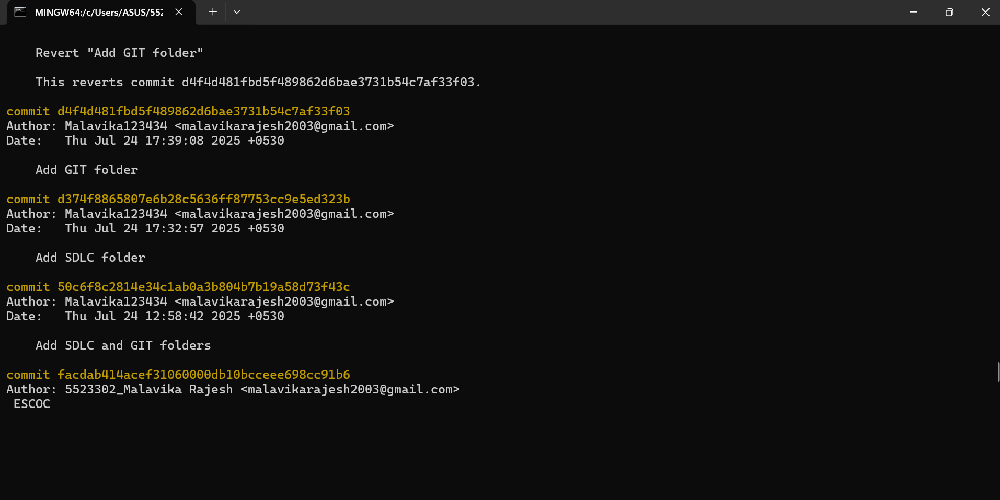 MINGW64:/c/Users/ASUS/552
Revert "Add GIT folder"
This reverts commit d4f4d481fbd5f489862d6bae3731b54c7af33f03.
commit d4f4d481fbd5f489862d6bae3731b54c7af33f03
Author: Malavika123434 <malavikarajesh2003@gmail.com>
Date:   Thu Jul 24 17:39:08 2025 +0530
Add GIT folder
commit d374f8865807e6b28c5636ff87753cc9e5ed323b
Author: Malavika123434 <malavikarajesh2003@gmail.com>
Date:   Thu Jul 24 17:32:57 2025 +0530
Add SDLC folder
commit 50c6f8c2814e34c1ab0a3b804b7b19a58d73f43c
Author: Malavika123434 <malavikarajesh2003@gmail.com>
Date:   Thu Jul 24 12:58:42 2025 +0530
Add SDLC and GIT folders
commit facdab414acef31060000db10bcceee698cc91b6
Author: 5523302_Malavika Rajesh <malavikarajesh2003@gmail.com>
ESCOC